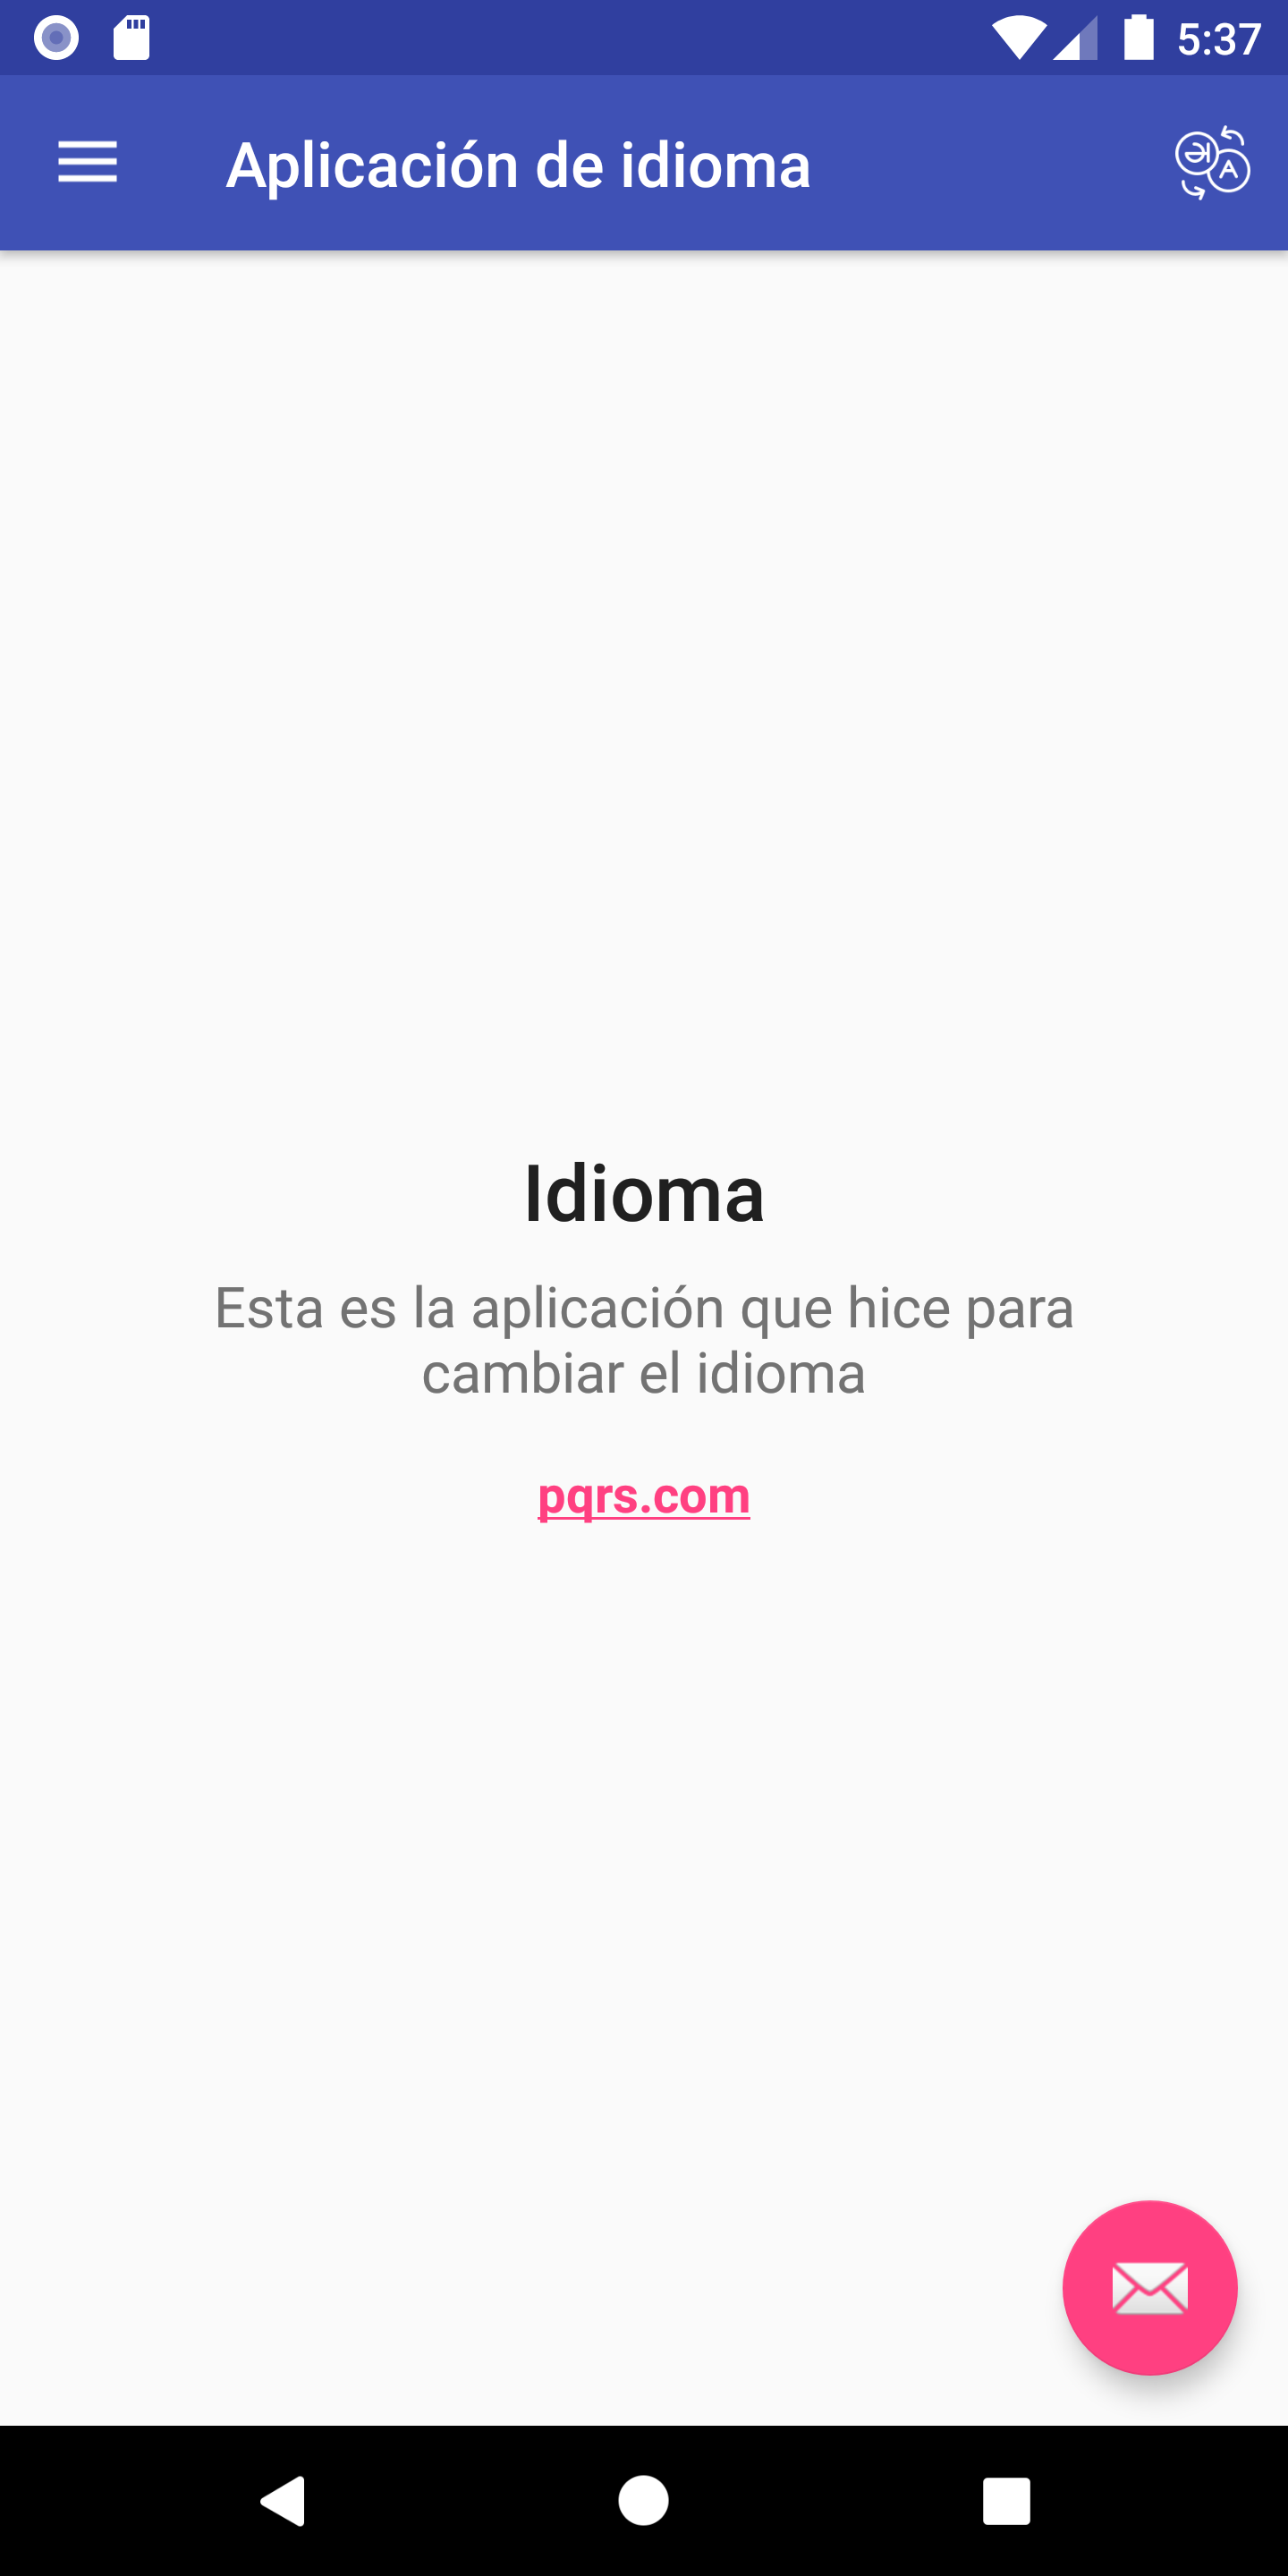 5:37
Aplicación de idioma
Idioma
Esta es la aplicación que hice para
cambiar el idioma
pqrs.com